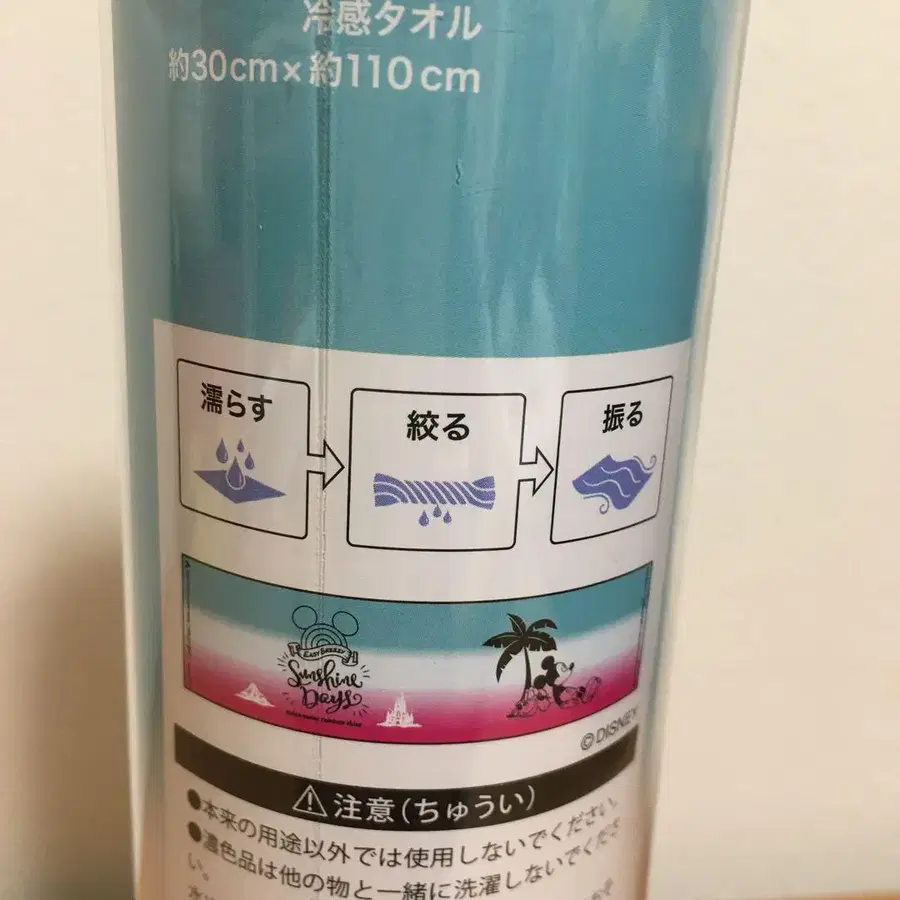 冷感タオル
約30cm×約110cm
濡らす
絞る
振る
EASY BREEZY
Sunshine
Days
©DISNEY
⚠注意(ちゅうい)
●本来の用途以外では使用しないでください。
●濃色品は他の物と一緒に洗濯しないでくださ
い。